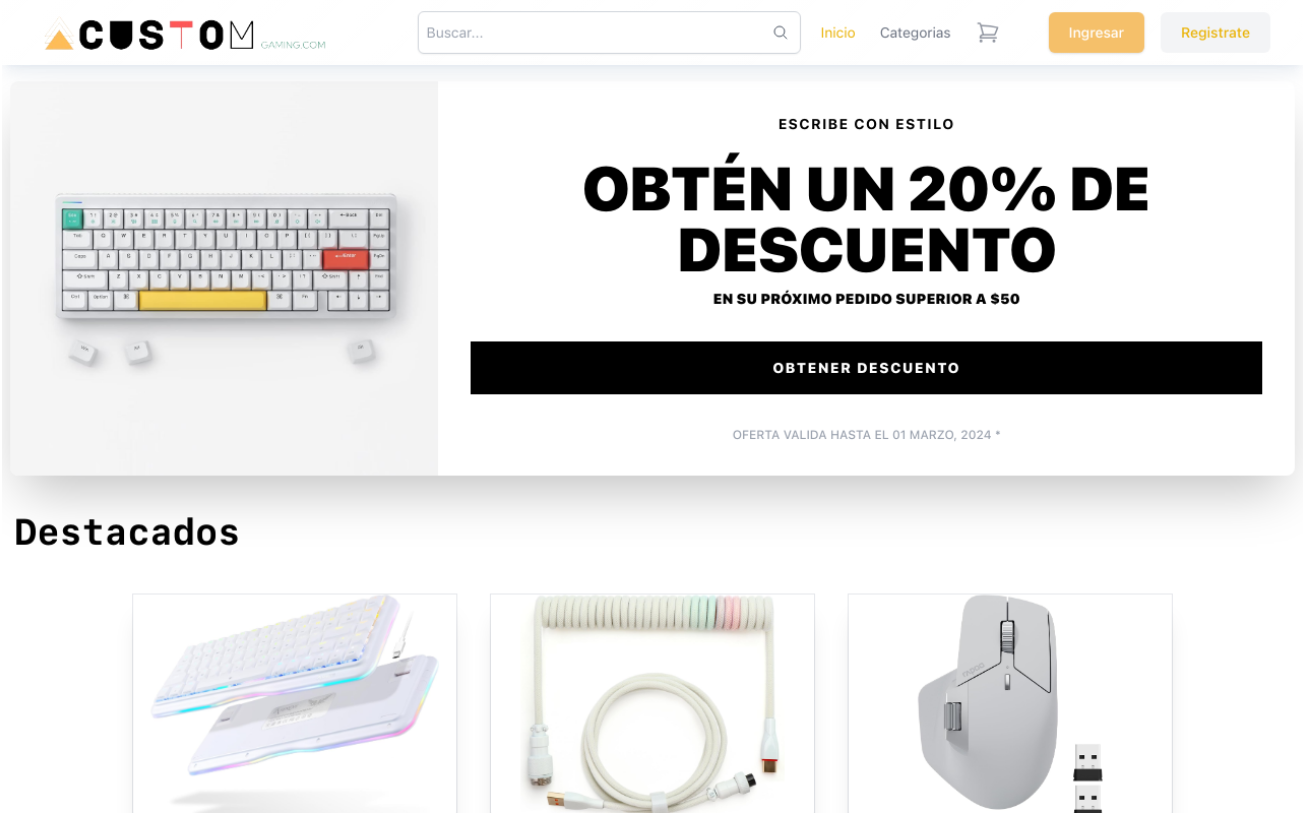 CUSTOM GAMING.COM
Buscar...
Inicio
Categorias
Ingresar
Registrate
ESCRIBE CON ESTILO
OBTÉN UN 20% DE
DESCUENTO
EN SU PRÓXIMO PEDIDO SUPERIOR A $50
OBTENER DESCUENTO
OFERTA VALIDA HASTA EL 01 MARZO, 2024 *
Destacados